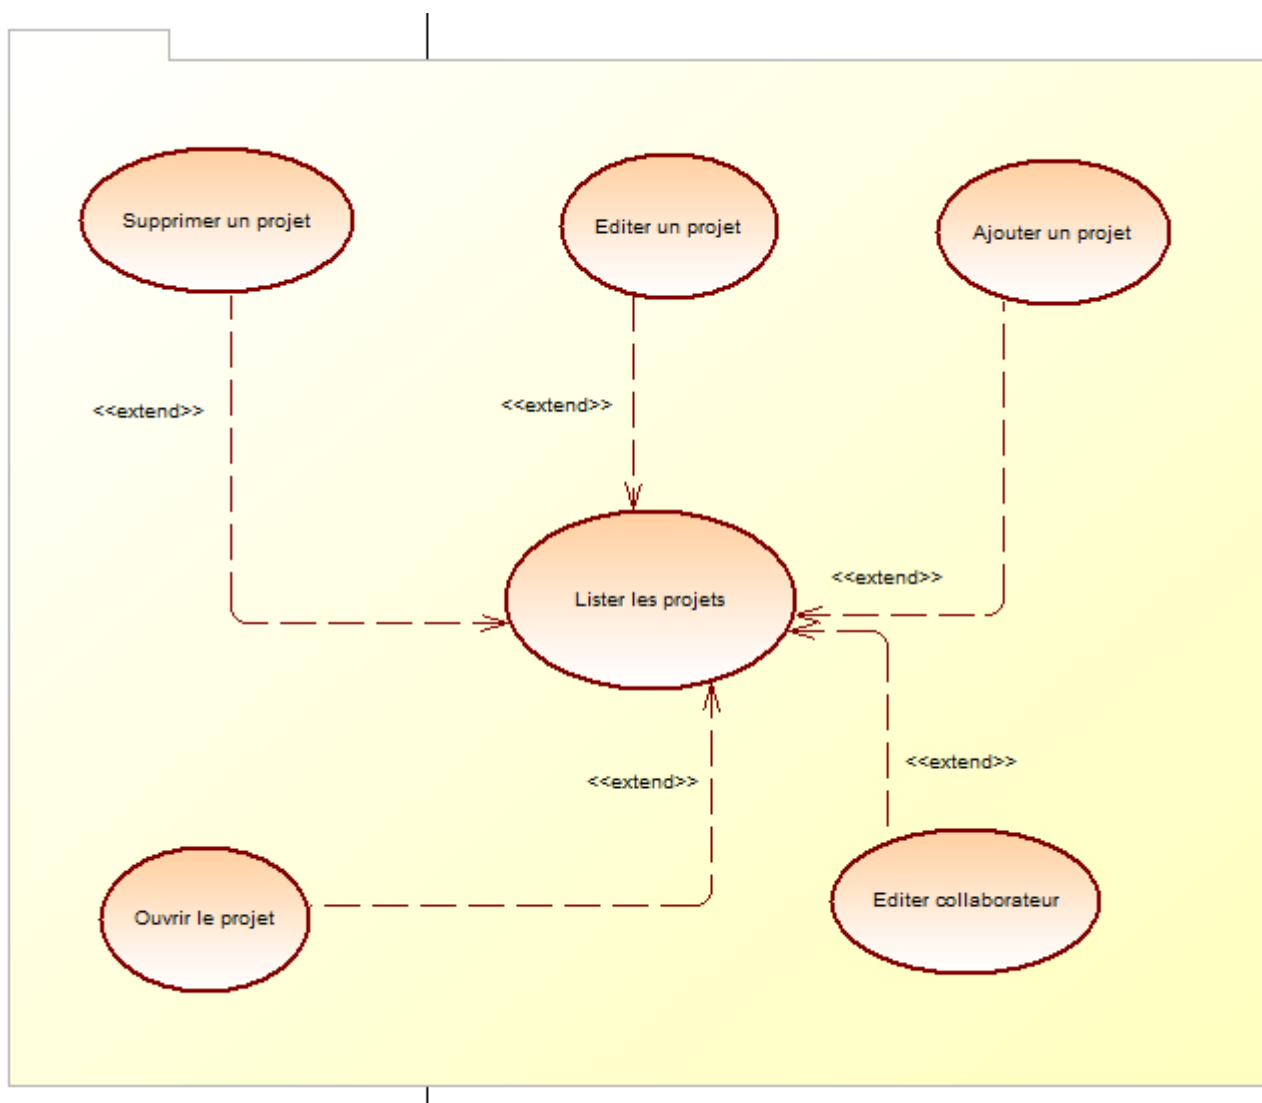 Supprimer un projet
Editer un projet
Ajouter un projet
<<extend>>
<<extend>>
<<extend>>
Lister les projets
<<extend>>
<<extend>>
Ouvrir le projet
Editer collaborateur